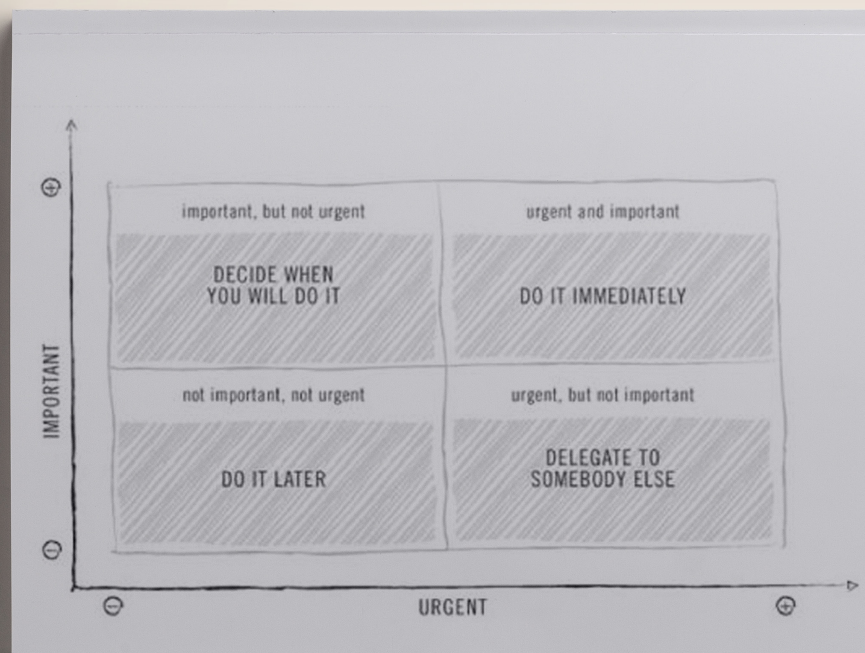 important, but not urgent
DECIDE WHEN
YOU WILL DO IT
urgent and important
DO IT IMMEDIATELY
not important, not urgent
DO IT LATER
urgent, but not important
DELEGATE TO
SOMEBODY ELSE
IMPORTANT
URGENT